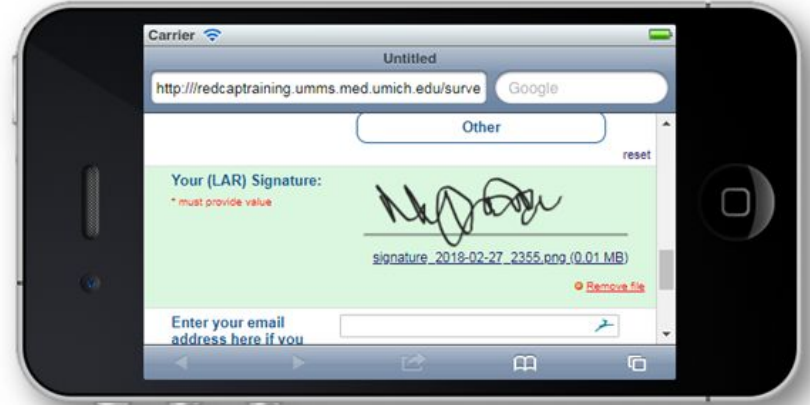 Carrier
Untitled
http:///redcaptraining.umms.med.umich.edu/surve
Google
Other
reset
Your (LAR) Signature:
* must provide value
signature_2018-02-27_2355.png (0.01 MB)
Remove file
Enter your email
address here if you